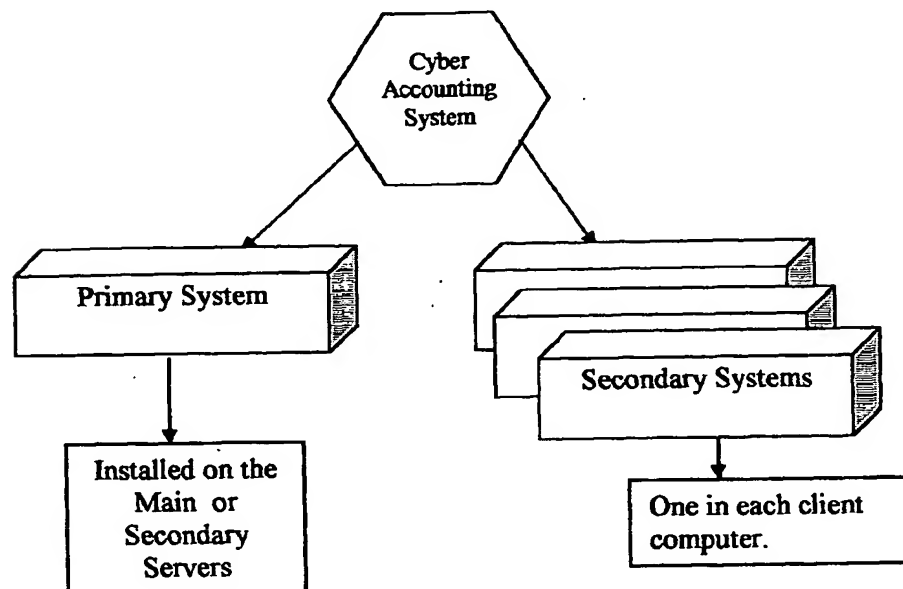 Cyber
Accounting
System
Primary System
Secondary Systems
Installed on the
Main or
Secondary
Servers
One in each client
computer.